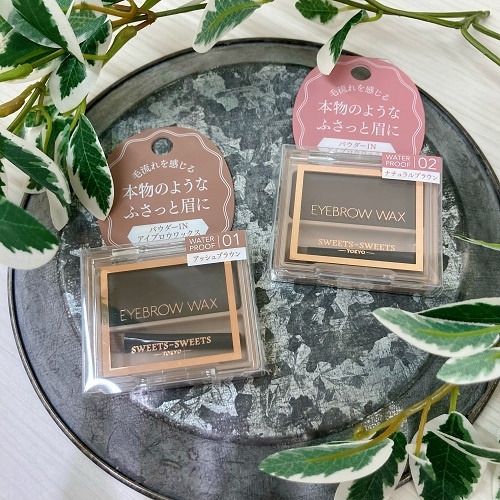 毛流れを感じる
本物のような
ふさっと眉に
パウダーIN
アイブロウワックス
WATER PROOF 01
アッシュブラウン
EYEBROW WAX
SWEETS-SWEETS
TOKYO
毛流れを感じる
本物のような
ふさっと眉に
パウダーIN
WATER PROOF 02
ナチュラルブラウン
EYEBROW WAX
SWEETS-SWEETS
TOKYO